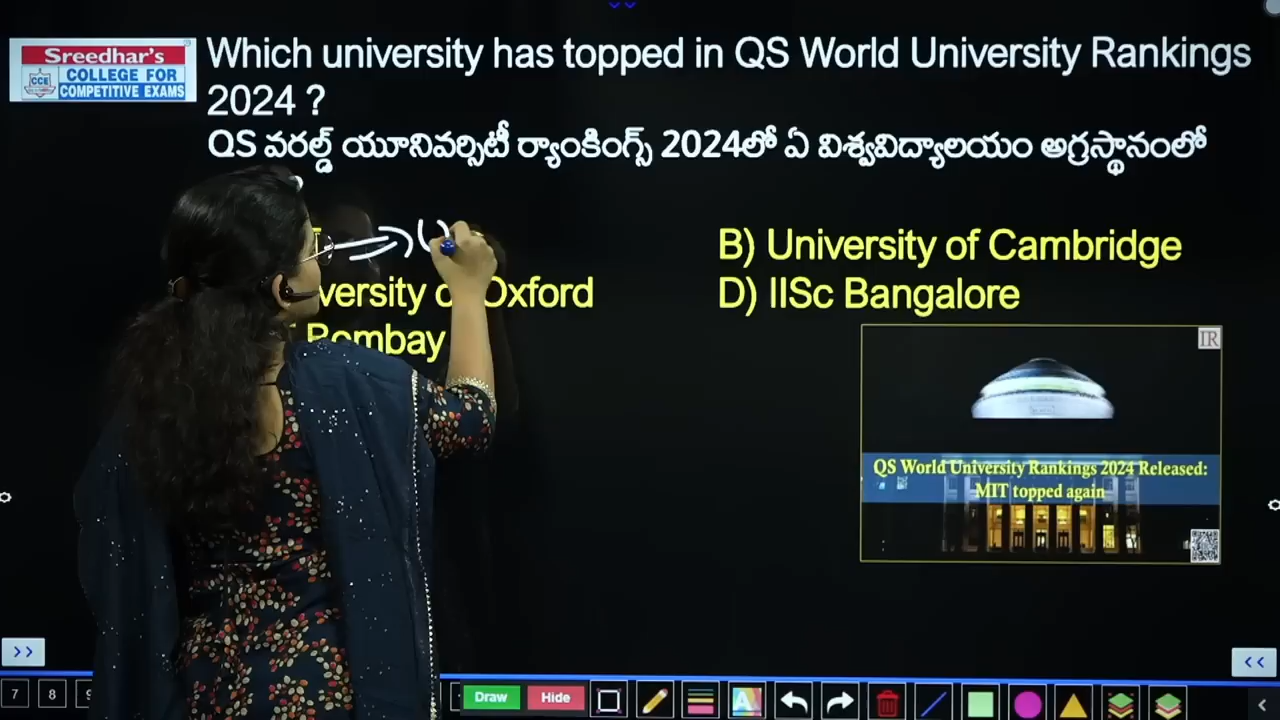 Sreedhar's
CCE
COLLEGE FOR
COMPETITIVE EXAMS
Which university has topped in QS World University Rankings
2024 ?
QS వరల్డ్ యూనివర్సిటీ ర్యాంకింగ్స్ 2024లో ఏ విశ్వవిద్యాలయం అగ్రస్థానంలో
B) University of Cambridge
Oxford
D) IISc Bangalore
Bombay
IR
QS World University Rankings 2024 Released:
MIT topped again
>>
<<
7 8
Draw Hide